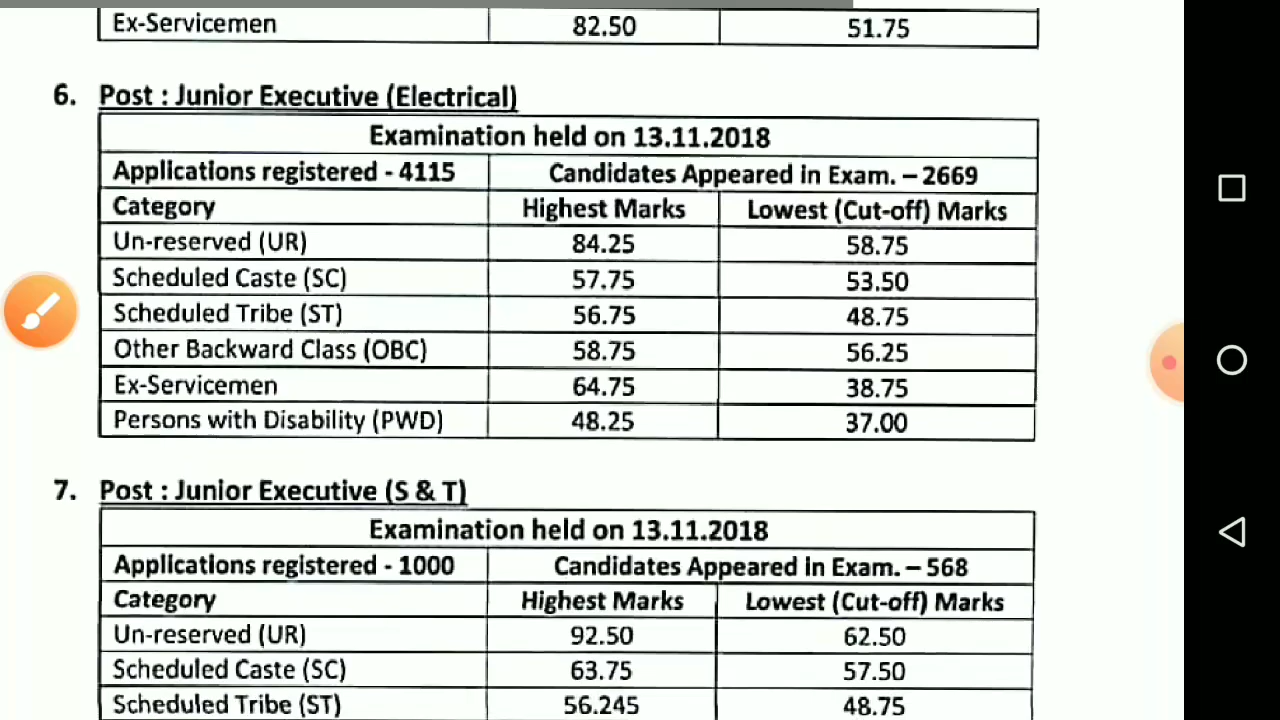 Ex-Servicemen 82.50 51.75
6. Post : Junior Executive (Electrical)
Examination held on 13.11.2018
Applications registered - 4115 Candidates Appeared in Exam. – 2669
Category Highest Marks Lowest (Cut-off) Marks
Un-reserved (UR) 84.25 58.75
Scheduled Caste (SC) 57.75 53.50
Scheduled Tribe (ST) 56.75 48.75
Other Backward Class (OBC) 58.75 56.25
Ex-Servicemen 64.75 38.75
Persons with Disability (PWD) 48.25 37.00
7. Post : Junior Executive (S & T)
Examination held on 13.11.2018
Applications registered - 1000 Candidates Appeared in Exam. – 568
Category Highest Marks Lowest (Cut-off) Marks
Un-reserved (UR) 92.50 62.50
Scheduled Caste (SC) 63.75 57.50
Scheduled Tribe (ST) 56.245 48.75